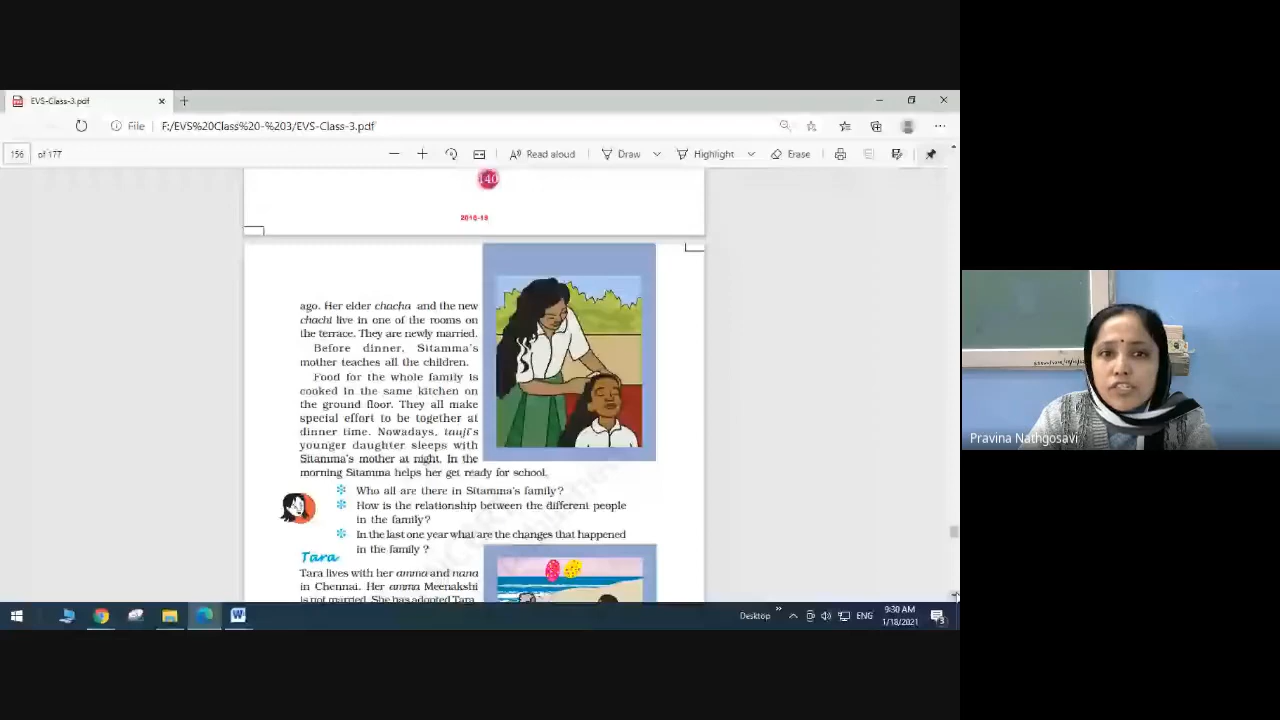 EVS-Class-3.pdf
File F:/EVS%20Class%20-%203/EVS-Class-3.pdf
156 of 177
Read aloud Draw Highlight Erase
140
2018-19
ago. Her elder chacha and the new
chachi live in one of the rooms on
the terrace. They are newly married.
Before dinner, Sitamma's
mother teaches all the children.
Food for the whole family is
cooked in the same kitchen on
the ground floor. They all make
special effort to be together at
dinner time. Nowadays, tauji's
younger daughter sleeps with
Sitamma's mother at night. In the
morning Sitamma helps her get ready for school.
Who all are there in Sitamma's family?
How is the relationship between the different people
in the family?
In the last one year what are the changes that happened
in the family ?
Tara
Tara lives with her amma and nana
in Chennai. Her amma Meenakshi
is not married. She has adopted Tara.
Pravina Nathgosavi
Desktop
ENG
9:30 AM
1/18/2021
3